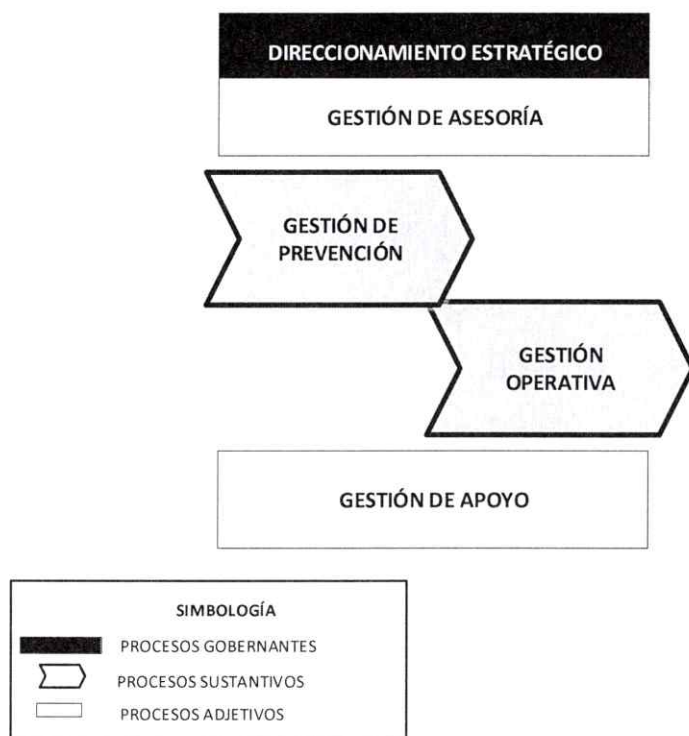 DIRECCIONAMIENTO ESTRATÉGICO
GESTIÓN DE ASESORÍA
GESTIÓN DE
PREVENCIÓN
GESTIÓN
OPERATIVA
GESTIÓN DE APOYO
SIMBOLOGÍA
PROCESOS GOBERNANTES
PROCESOS SUSTANTIVOS
PROCESOS ADJETIVOS